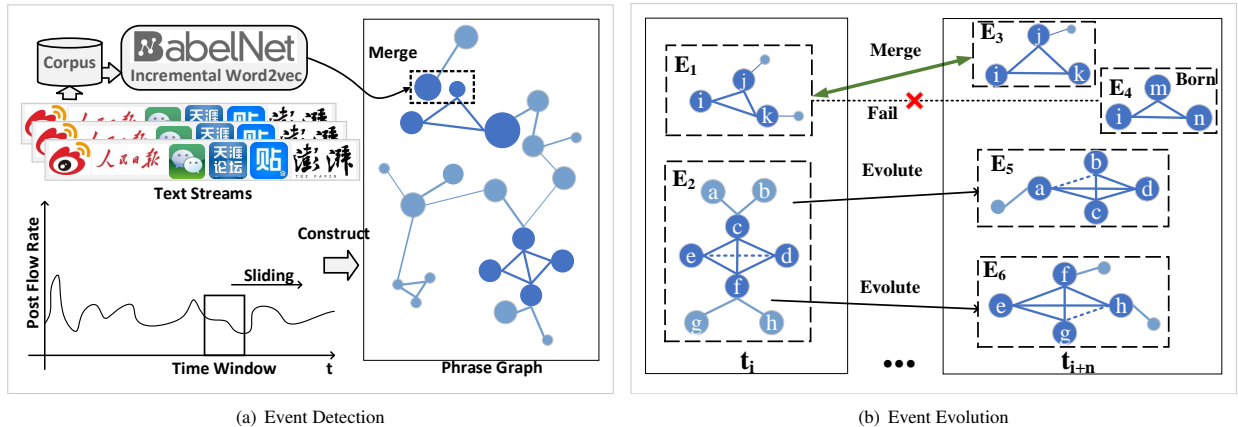 Corpus
BabelNet
Incremental Word2vec
人民日报
天涯
论坛
贴
澎湃
THE PAPER
Text Streams
Post Flow Rate
Sliding
Time Window
t
Construct
Merge
Phrase Graph
(a) Event Detection
E1
i
j
k
Merge
Fail
E3
j
i
k
E4
Born
m
i
n
E2
a
b
c
e
d
f
g
h
Evolute
E5
b
a
d
c
Evolute
E6
f
e
h
g
ti
•••
ti+n
(b) Event Evolution